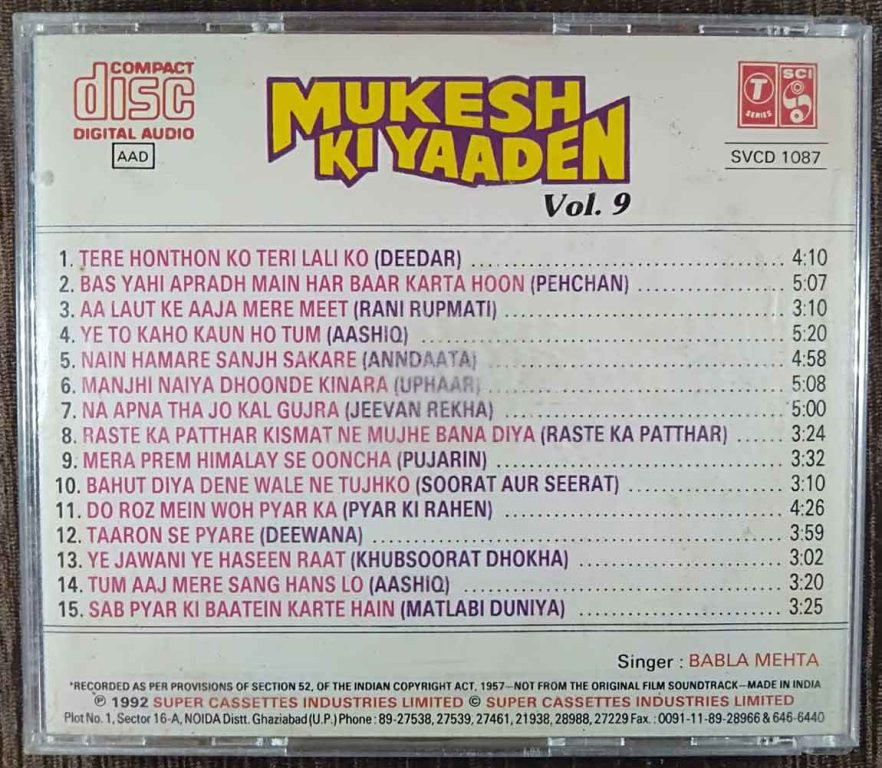 COMPACT
disc
DIGITAL AUDIO
AAD
MUKESH
KI YAADEN
Vol. 9
T
SERIES
SCI
SVCD 1087
1. TERE HONTHON KO TERI LALI KO (DEEDAR) 4:10
2. BAS YAHI APRADH MAIN HAR BAAR KARTA HOON (PEHCHAN) 5:07
3. AA LAUT KE AAJA MERE MEET (RANI RUPMATI) 3:10
4. YE TO KAHO KAUN HO TUM (AASHIQ) 5:20
5. NAIN HAMARE SANJH SAKARE (ANNDAATA) 4:58
6. MANJHI NAIYA DHOONDE KINARA (UPHAAR) 5:08
7. NA APNA THA JO KAL GUJRA (JEEVAN REKHA) 5:00
8. RASTE KA PATTHAR KISMAT NE MUJHE BANA DIYA (RASTE KA PATTHAR) 3:24
9. MERA PREM HIMALAY SE OONCHA (PUJARIN) 3:32
10. BAHUT DIYA DENE WALE NE TUJHKO (SOORAT AUR SEERAT) 3:10
11. DO ROZ MEIN WOH PYAR KA (PYAR KI RAHEN) 4:26
12. TAARON SE PYARE (DEEWANA) 3:59
13. YE JAWANI YE HASEEN RAAT (KHUBSOORAT DHOKHA) 3:02
14. TUM AAJ MERE SANG HANS LO (AASHIQ) 3:20
15. SAB PYAR KI BAATEIN KARTE HAIN (MATLABI DUNIYA) 3:25
Singer : BABLA MEHTA
*RECORDED AS PER PROVISIONS OF SECTION 52, OF THE INDIAN COPYRIGHT ACT, 1957—NOT FROM THE ORIGINAL FILM SOUNDTRACK—MADE IN INDIA
℗ 1992 SUPER CASSETTES INDUSTRIES LIMITED © SUPER CASSETTES INDUSTRIES LIMITED
Plot No. 1, Sector 16-A, NOIDA Distt. Ghaziabad (U.P.) Phone : 89-27538, 27539, 27461, 21938, 28988, 27229 Fax. : 0091-11-89-28966 & 646-6440